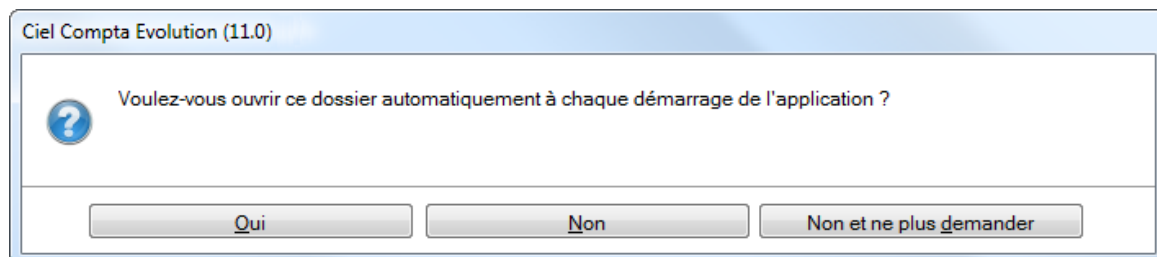 Ciel Compta Evolution (11.0)
Voulez-vous ouvrir ce dossier automatiquement à chaque démarrage de l'application ?
Oui
Non
Non et ne plus demander